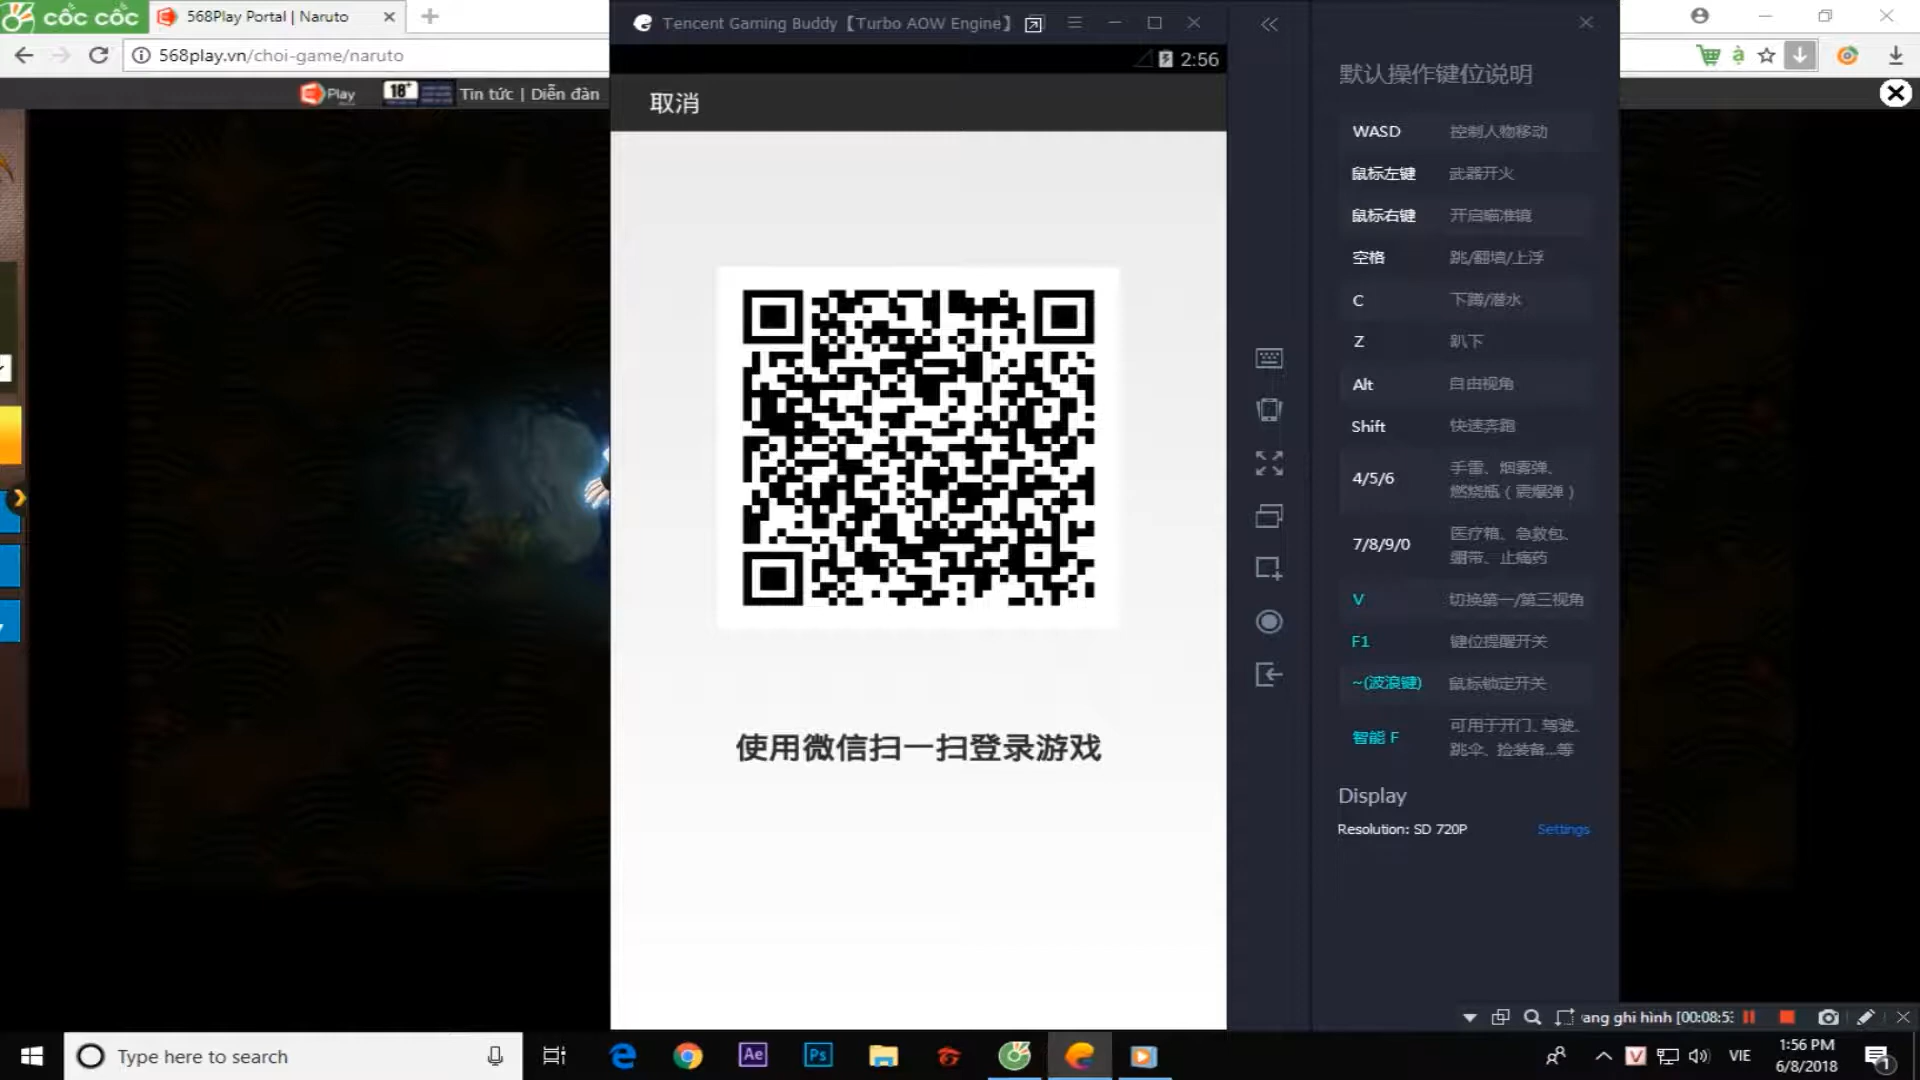 cốc cốc
568Play Portal | Naruto
568play.vn/choi-game/naruto
Play
18+
Tin tức | Diễn đàn
Tencent Gaming Buddy【Turbo AOW Engine】
2:56
取消
使用微信扫一扫登录游戏
默认操作键位说明
WASD 控制人物移动
鼠标左键 武器开火
鼠标右键 开启瞄准镜
空格 跳/翻墙/上浮
C 下蹲/潜水
Z 趴下
Alt 自由视角
Shift 快速奔跑
4/5/6 手雷、烟雾弹、
燃烧瓶（震爆弹）
7/8/9/0 医疗箱、急救包、
绷带、止痛药
V 切换第一/第三视角
F1 键位提醒开关
~(波浪键) 鼠标锁定开关
智能 F 可用于开门、驾驶、
跳伞、捡装备...等
Display
Resolution: SD 720P Settings
ang ghi hình [00:08:5
Type here to search
Ae
Ps
V
VIE
1:56 PM
6/8/2018
1